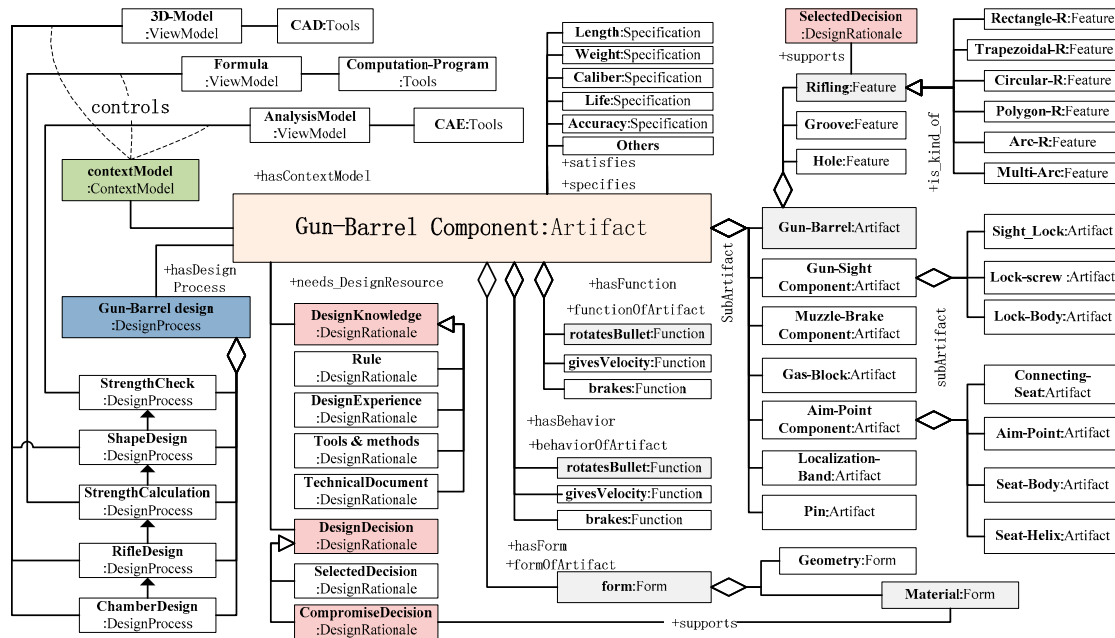 3D-Model
:ViewModel
CAD:Tools
Formula
:ViewModel
Computation-Program
:Tools
controls
AnalysisModel
:ViewModel
CAE:Tools
contextModel
:ContextModel
+hasContextModel
Length:Specification
Weight:Specification
Caliber:Specification
Life:Specification
Accuracy:Specification
Others
+satisfies
+specifies
SelectedDecision
:DesignRationale
+supports
Rifling:Feature
Groove:Feature
Hole:Feature
+is_kind_of
Rectangle-R:Feature
Trapezoidal-R:Feature
Circular-R:Feature
Polygon-R:Feature
Arc-R:Feature
Multi-Arc:Feature
Gun-Barrel Component:Artifact
+hasDesign
Process
Gun-Barrel design
:DesignProcess
StrengthCheck
:DesignProcess
ShapeDesign
:DesignProcess
StrengthCalculation
:DesignProcess
RifleDesign
:DesignProcess
ChamberDesign
:DesignProcess
+needs_DesignResource
DesignKnowledge
:DesignRationale
Rule
:DesignRationale
DesignExperience
:DesignRationale
Tools & methods
:DesignRationale
TechnicalDocument
:DesignRationale
DesignDecision
:DesignRationale
SelectedDecision
:DesignRationale
CompromiseDecision
:DesignRationale
+hasFunction
+functionOfArtifact
rotatesBullet:Function
givesVelocity:Function
brakes:Function
+hasBehavior
+behaviorOfArtifact
rotatesBullet:Function
givesVelocity:Function
brakes:Function
+hasForm
+formOfArtifact
form:Form
Geometry:Form
Material:Form
+supports
SubArtifact
Gun-Barrel:Artifact
Gun-Sight
Component:Artifact
Muzzle-Brake
Component:Artifact
Gas-Block:Artifact
Aim-Point
Component:Artifact
Localization-
Band:Artifact
Pin:Artifact
subArtifact
Sight_Lock:Artifact
Lock-screw :Artifact
Lock-Body:Artifact
Connecting-
Seat:Artifact
Aim-Point:Artifact
Seat-Body:Artifact
Seat-Helix:Artifact